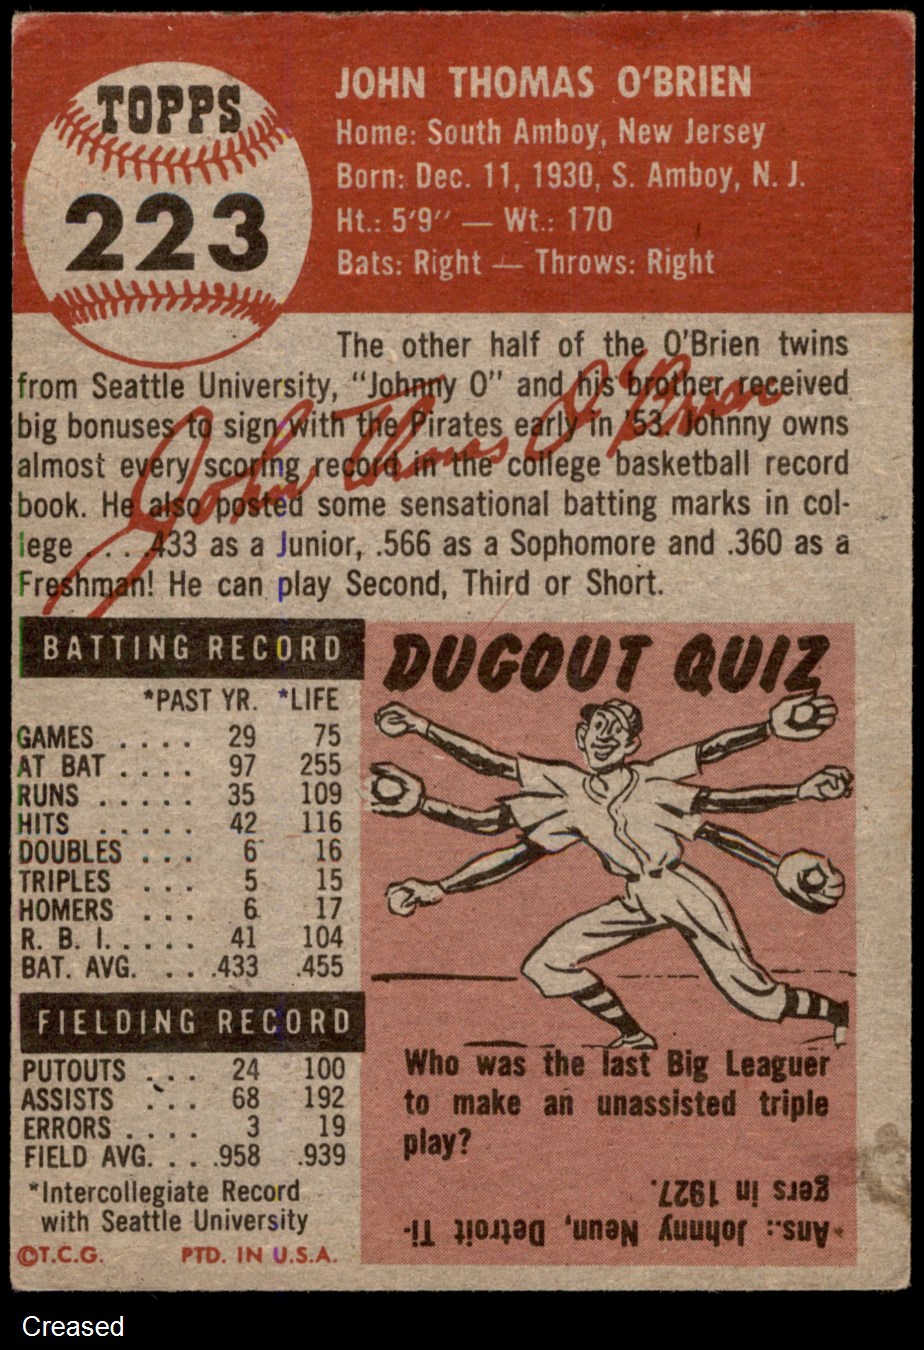 TOPPS
223
JOHN THOMAS O'BRIEN
Home: South Amboy, New Jersey
Born: Dec. 11, 1930, S. Amboy, N. J.
Ht.: 5'9" — Wt.: 170
Bats: Right — Throws: Right
The other half of the O'Brien twins
from Seattle University, "Johnny O" and his brother received
big bonuses to sign with the Pirates early in '53. Johnny owns
almost every scoring record in the college basketball record
book. He also posted some sensational batting marks in col-
lege . . . .433 as a Junior, .566 as a Sophomore and .360 as a
Freshman! He can play Second, Third or Short.
John Thomas O'Brien
BATTING RECORD
*PAST YR. *LIFE
GAMES . . . . 29 75
AT BAT . . . . 97 255
RUNS . . . . . 35 109
HITS . . . . . 42 116
DOUBLES . . . 6 16
TRIPLES . . . 5 15
HOMERS . . . 6 17
R. B. I. . . . . 41 104
BAT. AVG. . . .433 .455
FIELDING RECORD
PUTOUTS . . . 24 100
ASSISTS . . . 68 192
ERRORS . . . . 3 19
FIELD AVG. . . .958 .939
*Intercollegiate Record
with Seattle University
©T.C.G. PTD. IN U.S.A.
DUGOUT QUIZ
Who was the last Big Leaguer
to make an unassisted triple
play?
Ans.: Johnny Neun, Detroit Ti-
gers in 1927.
Creased